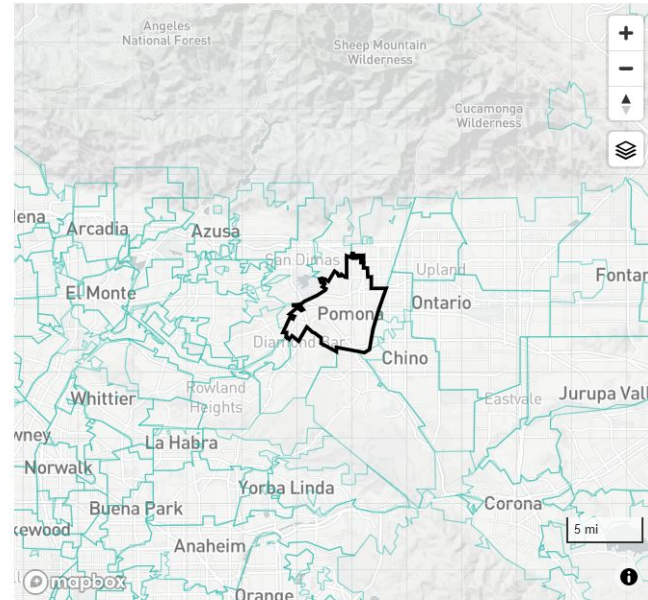 Angeles
National Forest
Sheep Mountain
Wilderness
Cucamonga
Wilderness
lena
Arcadia
Azusa
San Dimas
Upland
El Monte
Ontario
Fontan
Pomona
Diamond Bar
Chino
Rowland
Heights
Whittier
Eastvale
Jurupa Vall
wney
La Habra
Norwalk
Yorba Linda
Buena Park
Corona
kewood
Anaheim
5 mi
mapbox
Orange